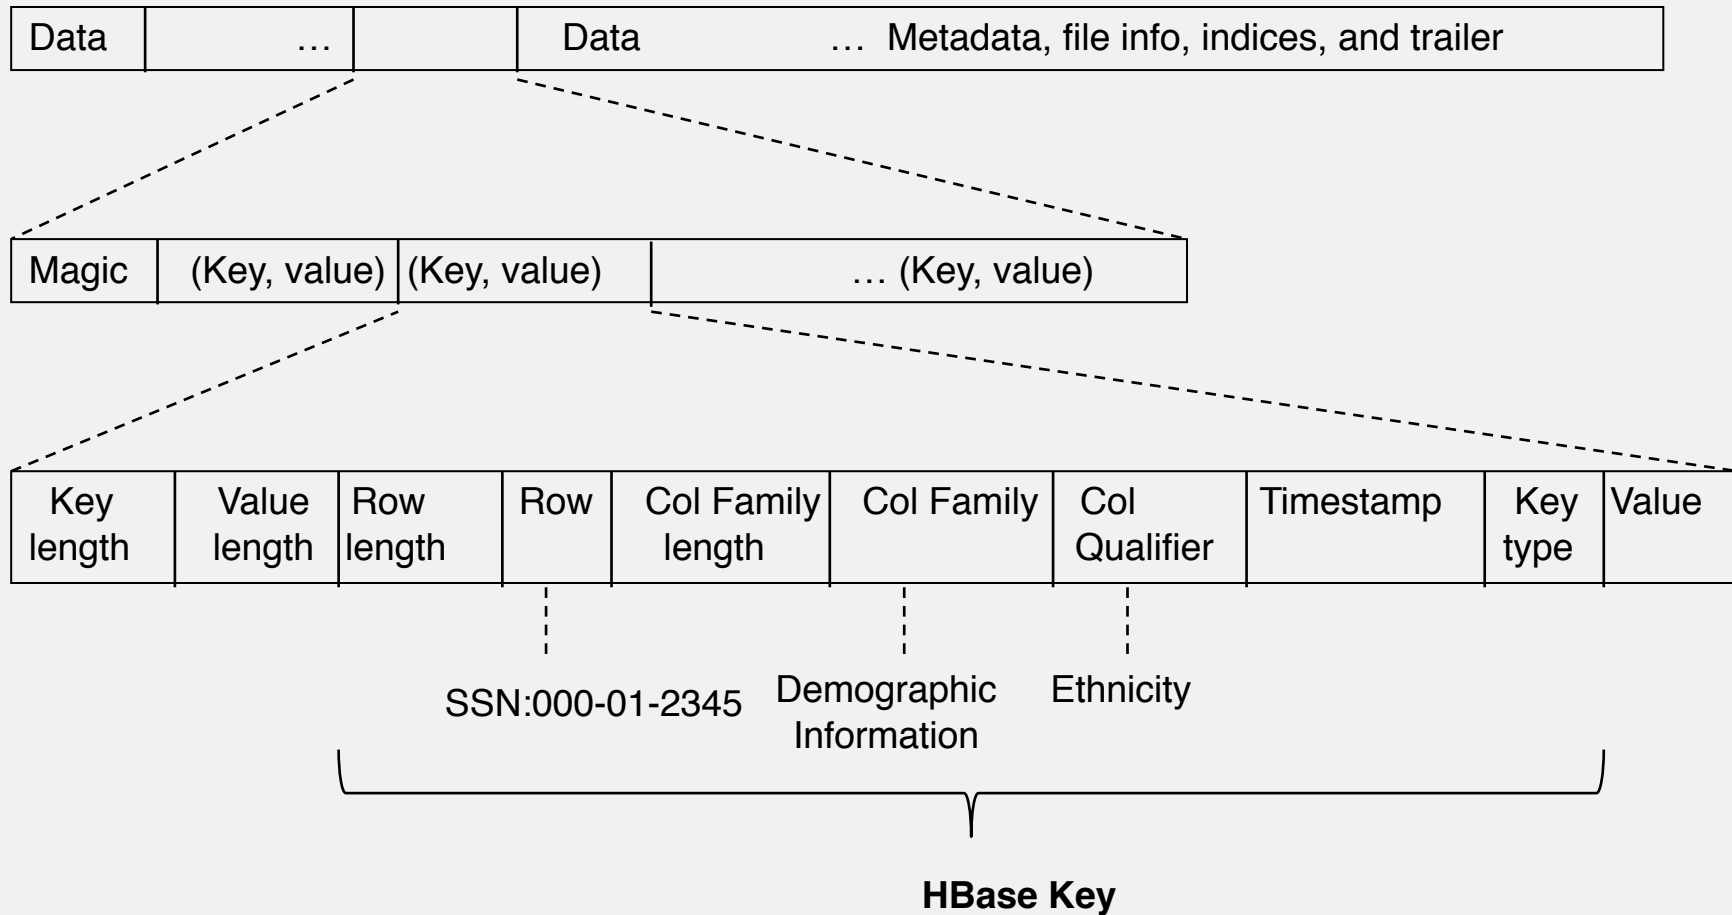 Data … Data … Metadata, file info, indices, and trailer
Magic (Key, value) (Key, value) … (Key, value)
Key length
Value length
Row length
Row
Col Family length
Col Family
Col Qualifier
Timestamp
Key type
Value
SSN:000-01-2345
Demographic
Information
Ethnicity
HBase Key